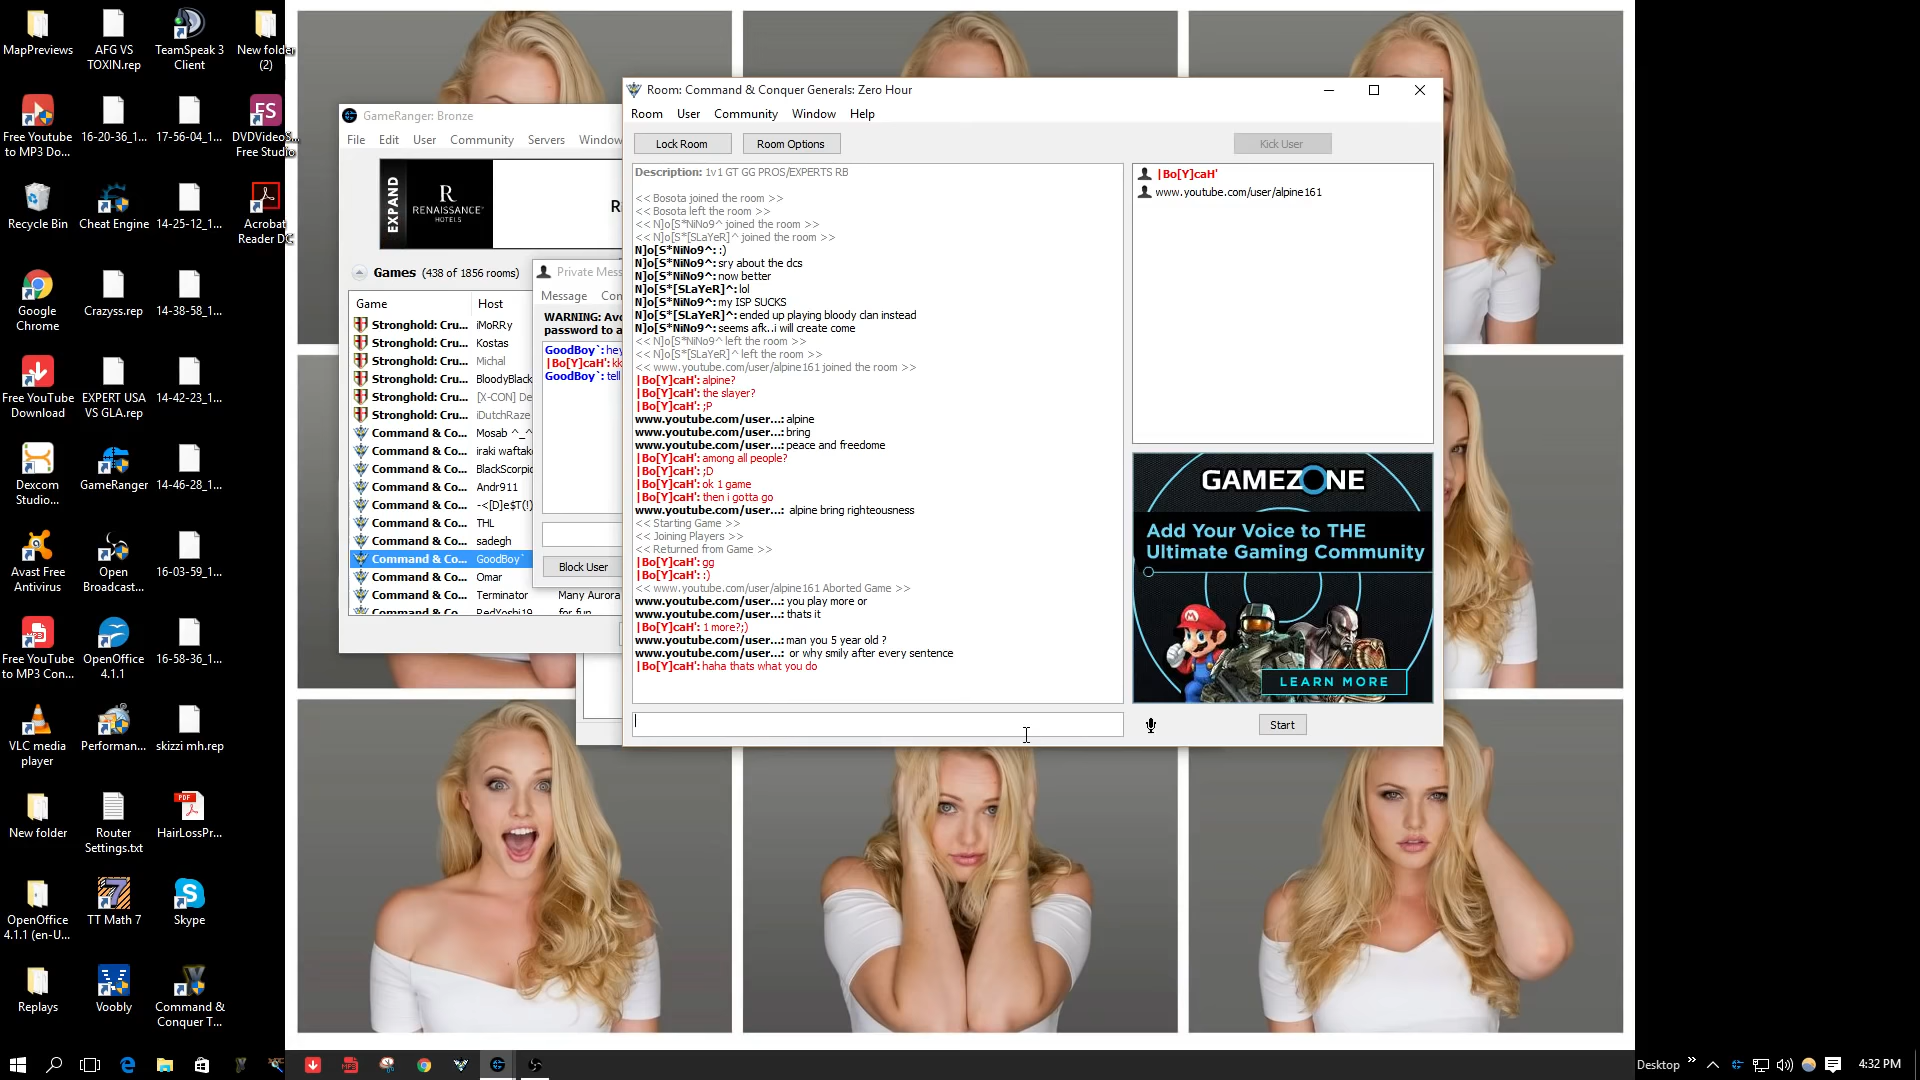 MapPreviews
AFG VS
TOXIN.rep
TeamSpeak 3
Client
New folder
(2)
Free Youtube
to MP3 Do...
16-20-36_1...
17-56-04_1...
DVDVideoS...
Free Studio
Recycle Bin
Cheat Engine
14-25-12_1...
Acrobat
Reader DC
Google
Chrome
Crazyss.rep
14-38-58_1...
Free YouTube
Download
EXPERT USA
VS GLA.rep
14-42-23_1...
Dexcom
Studio...
GameRanger
14-46-28_1...
Avast Free
Antivirus
Open
Broadcast...
16-03-59_1...
Free YouTube
to MP3 Con...
OpenOffice
4.1.1
16-58-36_1...
VLC media
player
Performan...
skizzi mh.rep
New folder
Router
Settings.txt
HairLossPr...
OpenOffice
4.1.1 (en-U...
TT Math 7
Skype
Replays
Voobly
Command &
Conquer T...
GameRanger: Bronze
File Edit User Community Servers Window
EXPAND
R
RENAISSANCE
HOTELS
Games (438 of 1856 rooms)
Game Host
Stronghold: Cru... iMoRRy
Stronghold: Cru... Kostas
Stronghold: Cru... Michal
Stronghold: Cru... BloodyBlack
Stronghold: Cru... [X-CON] De
Stronghold: Cru... iDutchRaze
Command & Co... Mosab ^_^
Command & Co... iraki waftak
Command & Co... BlackScorpio
Command & Co... Andr911
Command & Co... -<[D]e$T(!)
Command & Co... THL
Command & Co... sadegh
Command & Co... GoodBoy`
Command & Co... Omar
Command & Co... Terminator Many Aurora
Command & Co... RedYoshi19 for fun
Private Mess
Message Con
WARNING: Avo
password to a
GoodBoy`: hey
|Bo[Y]caH': kk
GoodBoy`: tell
Block User
Room: Command & Conquer Generals: Zero Hour
Room User Community Window Help
Lock Room Room Options Kick User
Description: 1v1 GT GG PROS/EXPERTS RB
<< Bosota joined the room >>
<< Bosota left the room >>
<< N]o[S*NiNo9^ joined the room >>
<< N]o[S*[SLaYeR]^ joined the room >>
N]o[S*NiNo9^: :)
N]o[S*NiNo9^: sry about the dcs
N]o[S*NiNo9^: now better
N]o[S*[SLaYeR]^: lol
N]o[S*NiNo9^: my ISP SUCKS
N]o[S*[SLaYeR]^: ended up playing bloody clan instead
N]o[S*NiNo9^: seems afk..i will create come
<< N]o[S*NiNo9^ left the room >>
<< N]o[S*[SLaYeR]^ left the room >>
<< www.youtube.com/user/alpine161 joined the room >>
|Bo[Y]caH': alpine?
|Bo[Y]caH': the slayer?
|Bo[Y]caH': ;P
www.youtube.com/user...: alpine
www.youtube.com/user...: bring
www.youtube.com/user...: peace and freedome
|Bo[Y]caH': among all people?
|Bo[Y]caH': ;D
|Bo[Y]caH': ok 1 game
|Bo[Y]caH': then i gotta go
www.youtube.com/user...: alpine bring righteousness
<< Starting Game >>
<< Joining Players >>
<< Returned from Game >>
|Bo[Y]caH': gg
|Bo[Y]caH': :)
<< www.youtube.com/user/alpine161 Aborted Game >>
www.youtube.com/user...: you play more or
www.youtube.com/user...: thats it
|Bo[Y]caH': 1 more?;)
www.youtube.com/user...: man you 5 year old ?
www.youtube.com/user...: or why smily after every sentence
|Bo[Y]caH': haha thats what you do
|Bo[Y]caH'
www.youtube.com/user/alpine161
GAMEZONE
Add Your Voice to THE
Ultimate Gaming Community
LEARN MORE
Start
Desktop
4:32 PM